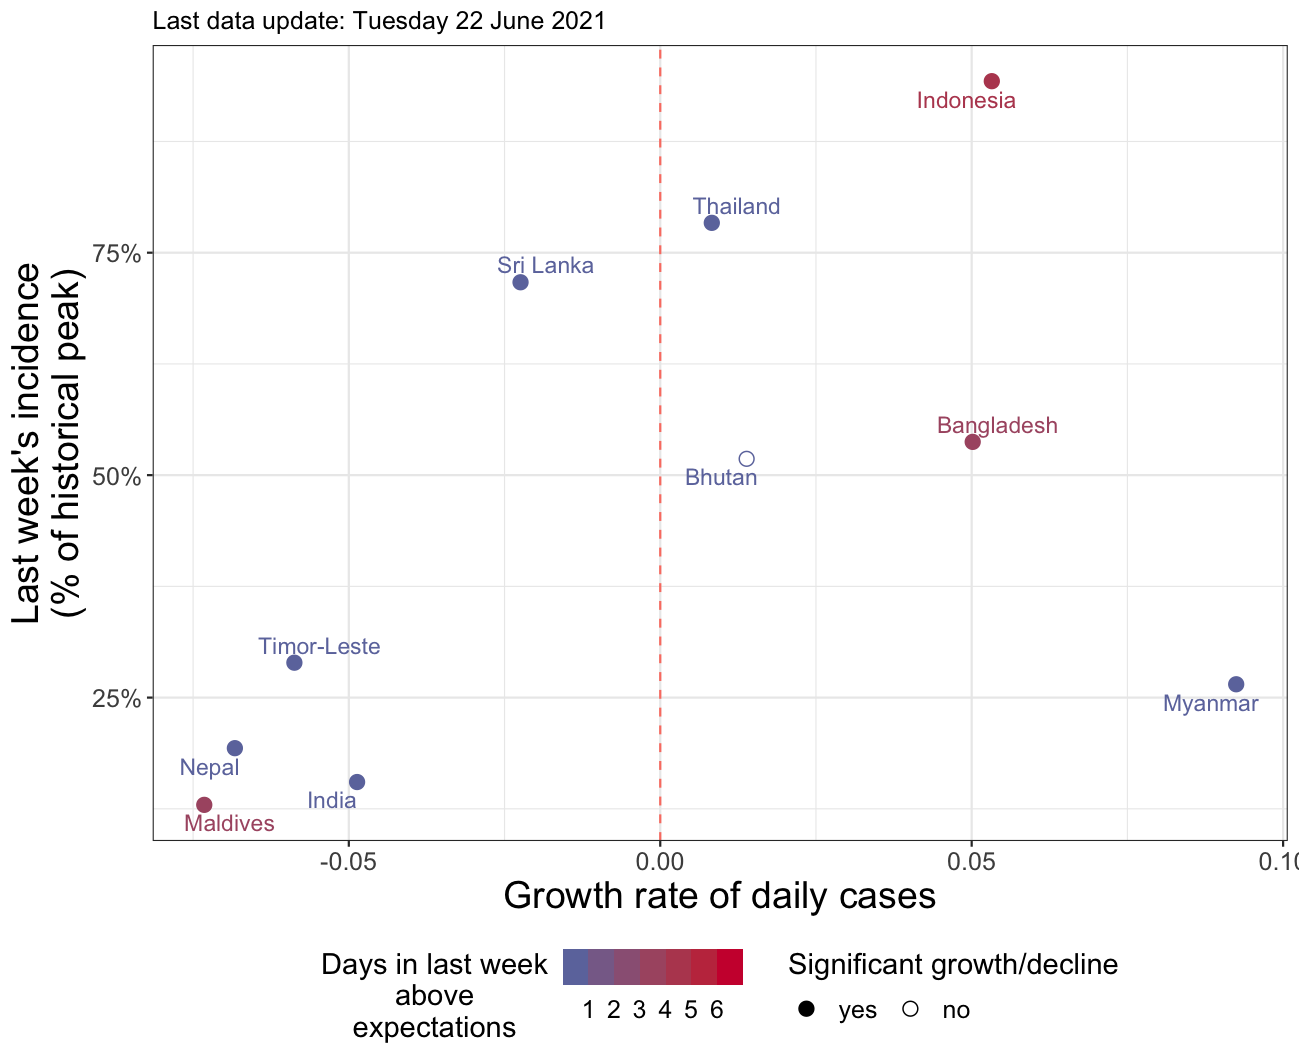 Last data update: Tuesday 22 June 2021
Indonesia
Thailand
75%
Sri Lanka
Bangladesh
50%
Bhutan
Timor-Leste
25%
Myanmar
Nepal
India
Maldives
Last week's incidence
(% of historical peak)
-0.05 0.00 0.05 0.10
Growth rate of daily cases
Days in last week
above
expectations
1 2 3 4 5 6
Significant growth/decline
yes no